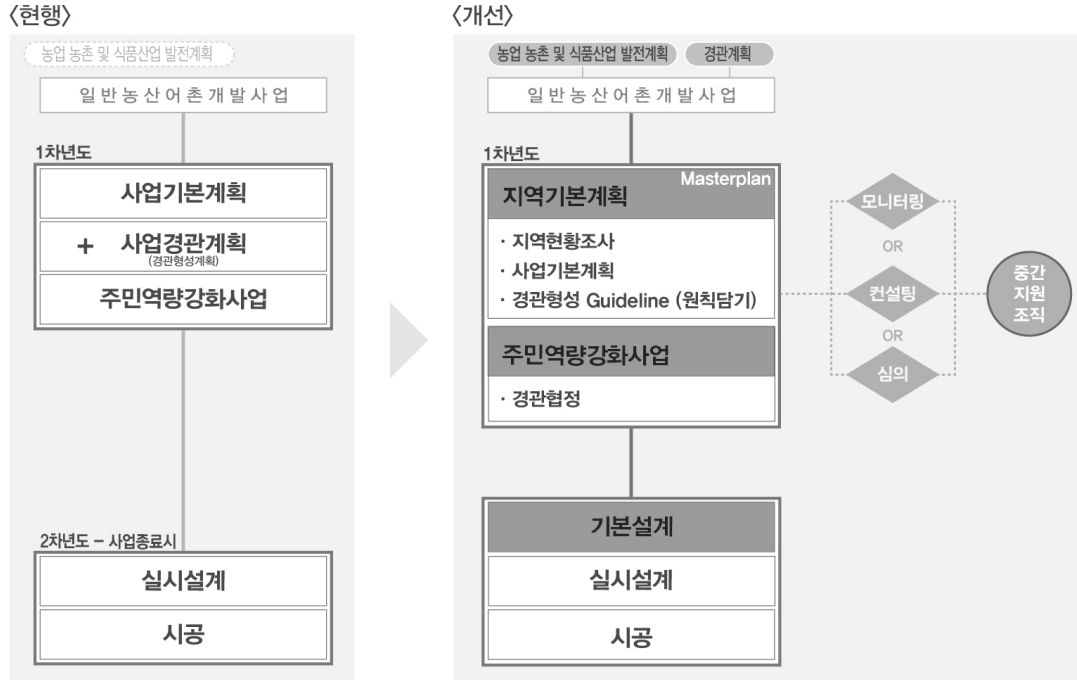 〈현행〉
농업 농촌 및 식품산업 발전계획
일반농산어촌개발사업
1차년도
사업기본계획
+ 사업경관계획
(경관형성계획)
주민역량강화사업
2차년도 – 사업종료시
실시설계
시공
〈개선〉
농업 농촌 및 식품산업 발전계획
경관계획
일반농산어촌개발사업
1차년도
Masterplan
지역기본계획
· 지역현황조사
· 사업기본계획
· 경관형성 Guideline (원칙담기)
주민역량강화사업
· 경관협정
기본설계
실시설계
시공
모니터링
OR
컨설팅
OR
심의
중간
지원
조직